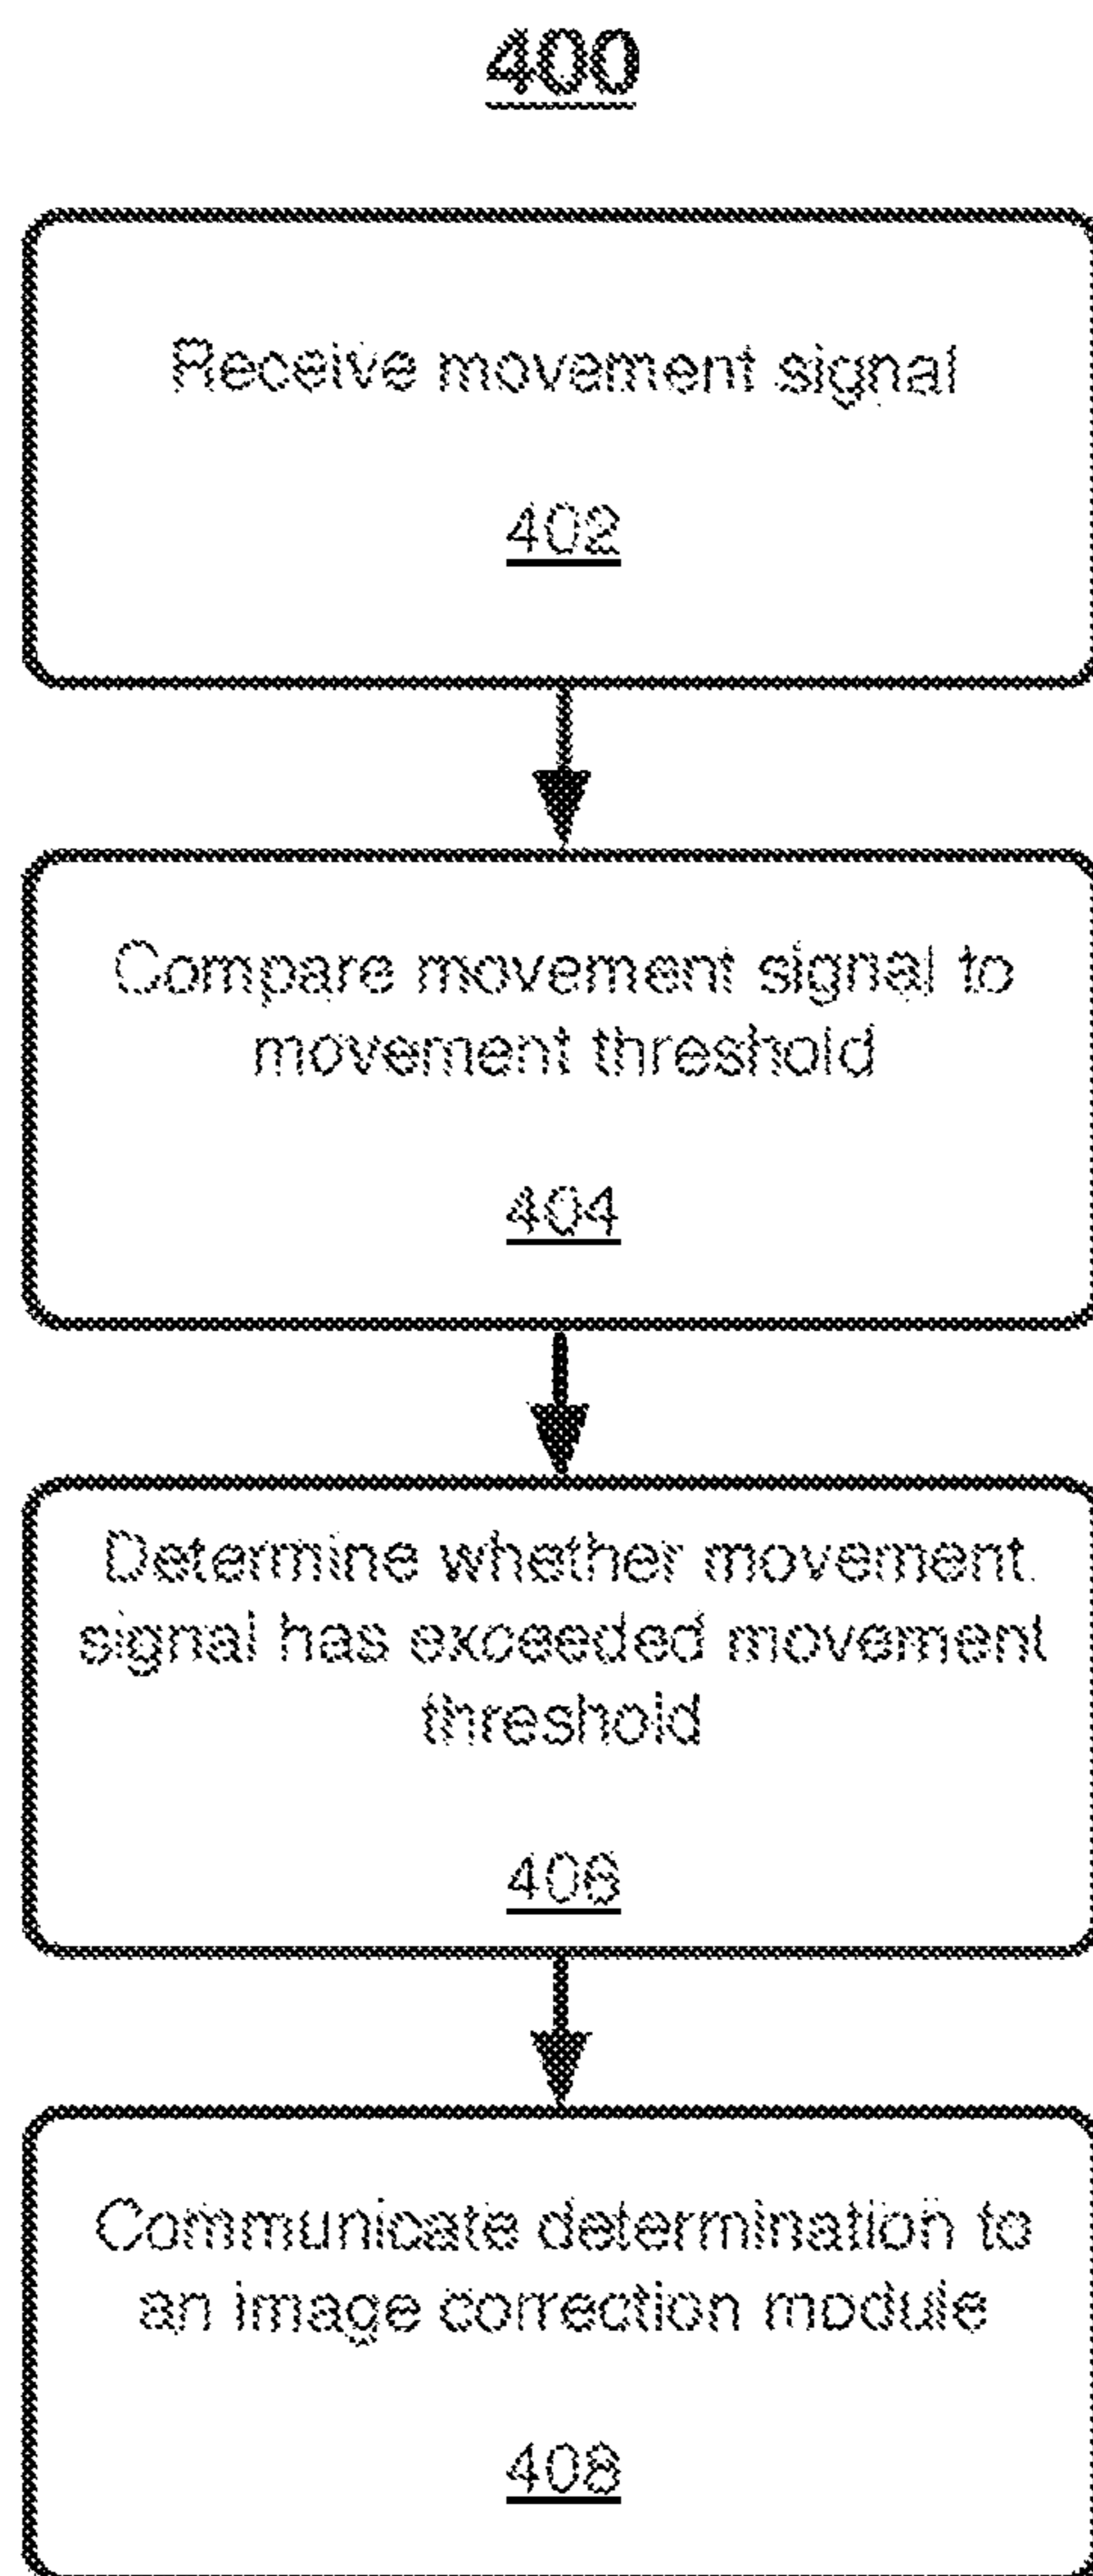 400
Receive movement signal
402
Compare movement signal to
movement threshold
404
Determine whether movement
signal has exceeded movement
threshold
406
Communicate determination to
an image correction module
408